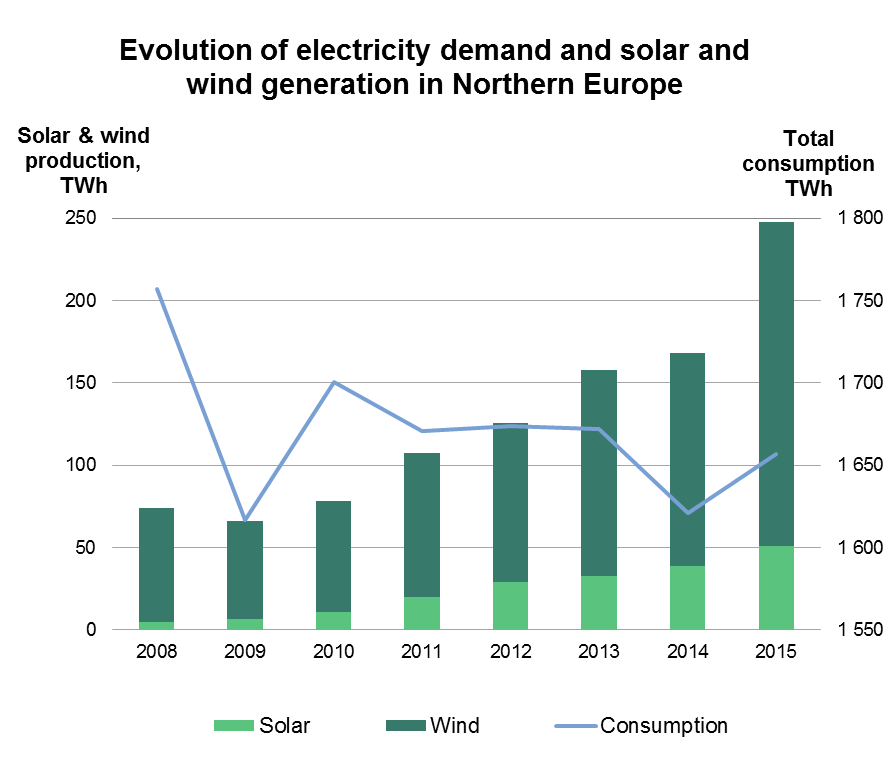 Evolution of electricity demand and solar and
wind generation in Northern Europe
Solar & wind
production,
TWh
Total
consumption
TWh
250
200
150
100
50
0
1 800
1 750
1 700
1 650
1 600
1 550
2008 2009 2010 2011 2012 2013 2014 2015
Solar Wind Consumption